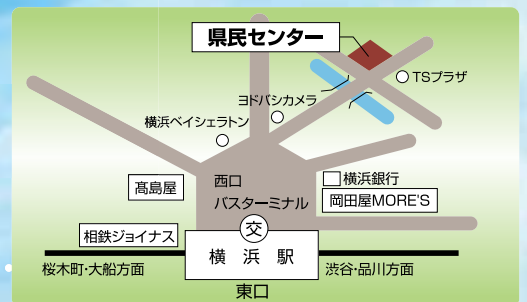 県民センター
TSプラザ
ヨドバシカメラ
横浜ベイシェラトン
西口
バスターミナル
髙島屋
横浜銀行
岡田屋MORE'S
交
相鉄ジョイナス
横浜駅
桜木町・大船方面
渋谷・品川方面
東口